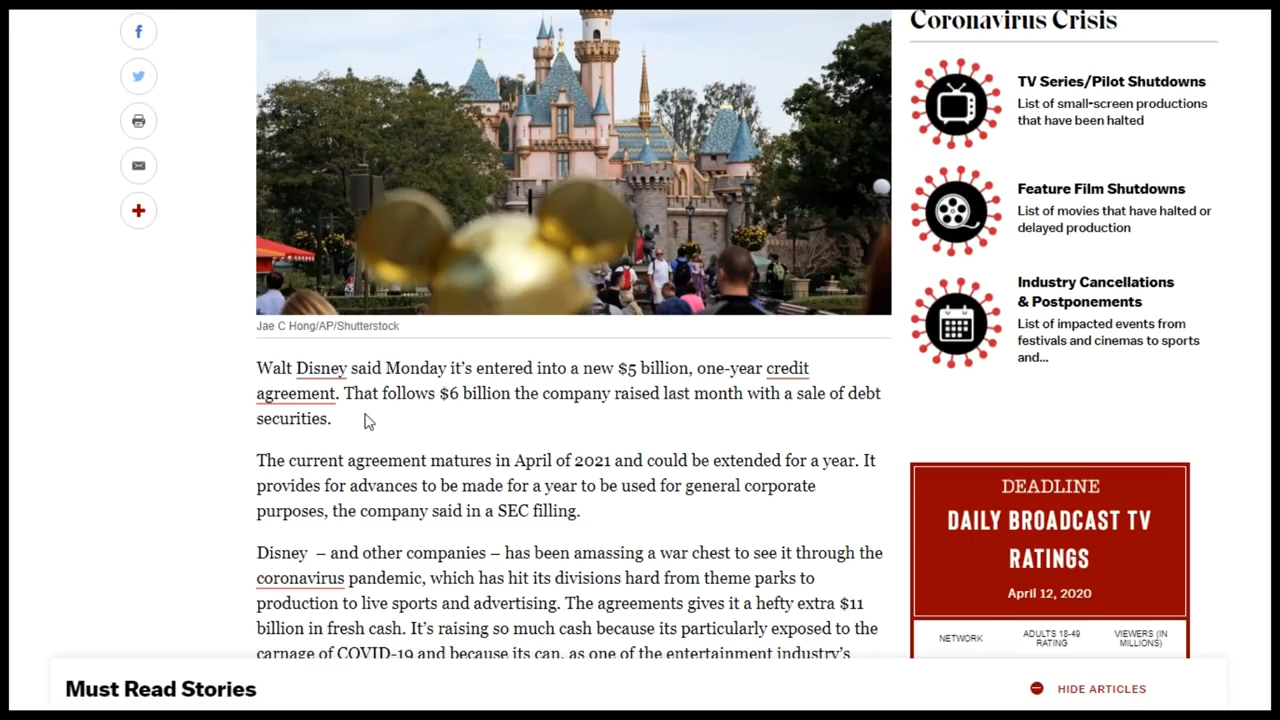 Coronavirus Crisis
TV Series/Pilot Shutdowns
List of small-screen productions
that have been halted
Feature Film Shutdowns
List of movies that have halted or
delayed production
Industry Cancellations
& Postponements
List of impacted events from
festivals and cinemas to sports
and...
Jae C Hong/AP/Shutterstock
Walt Disney said Monday it’s entered into a new $5 billion, one-year credit
agreement. That follows $6 billion the company raised last month with a sale of debt
securities.
The current agreement matures in April of 2021 and could be extended for a year. It
provides for advances to be made for a year to be used for general corporate
purposes, the company said in a SEC filling.
Disney – and other companies – has been amassing a war chest to see it through the
coronavirus pandemic, which has hit its divisions hard from theme parks to
production to live sports and advertising. The agreements gives it a hefty extra $11
billion in fresh cash. It’s raising so much cash because its particularly exposed to the
carnage of COVID-19 and because its can, as one of the entertainment industry’s
DEADLINE
DAILY BROADCAST TV
RATINGS
April 12, 2020
NETWORK
ADULTS 18-49
RATING
VIEWERS (IN
MILLIONS)
Must Read Stories
HIDE ARTICLES